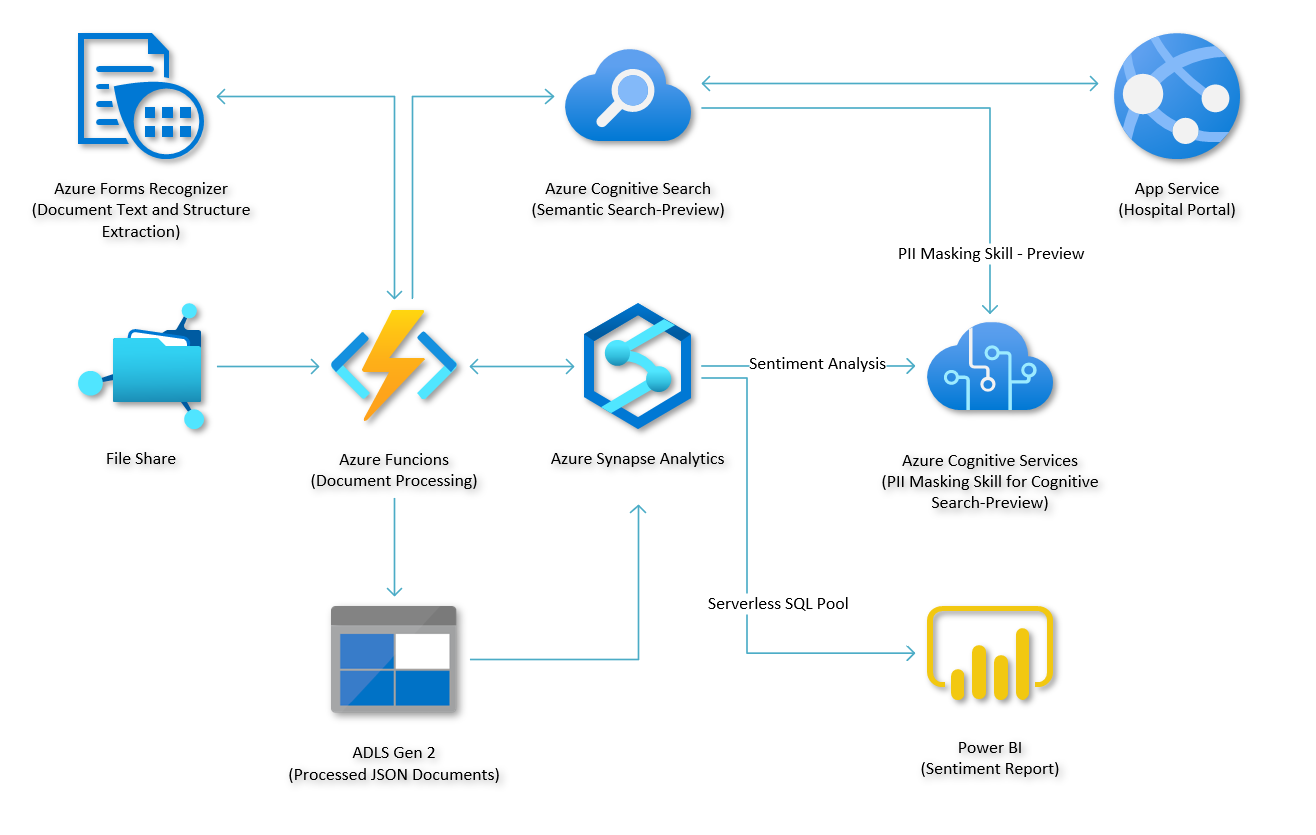 Azure Forms Recognizer
(Document Text and Structure
Extraction)
Azure Cognitive Search
(Semantic Search-Preview)
App Service
(Hospital Portal)
PII Masking Skill - Preview
Sentiment Analysis
File Share
Azure Funcions
(Document Processing)
Azure Synapse Analytics
Azure Cognitive Services
(PII Masking Skill for Cognitive
Search-Preview)
Serverless SQL Pool
ADLS Gen 2
(Processed JSON Documents)
Power BI
(Sentiment Report)